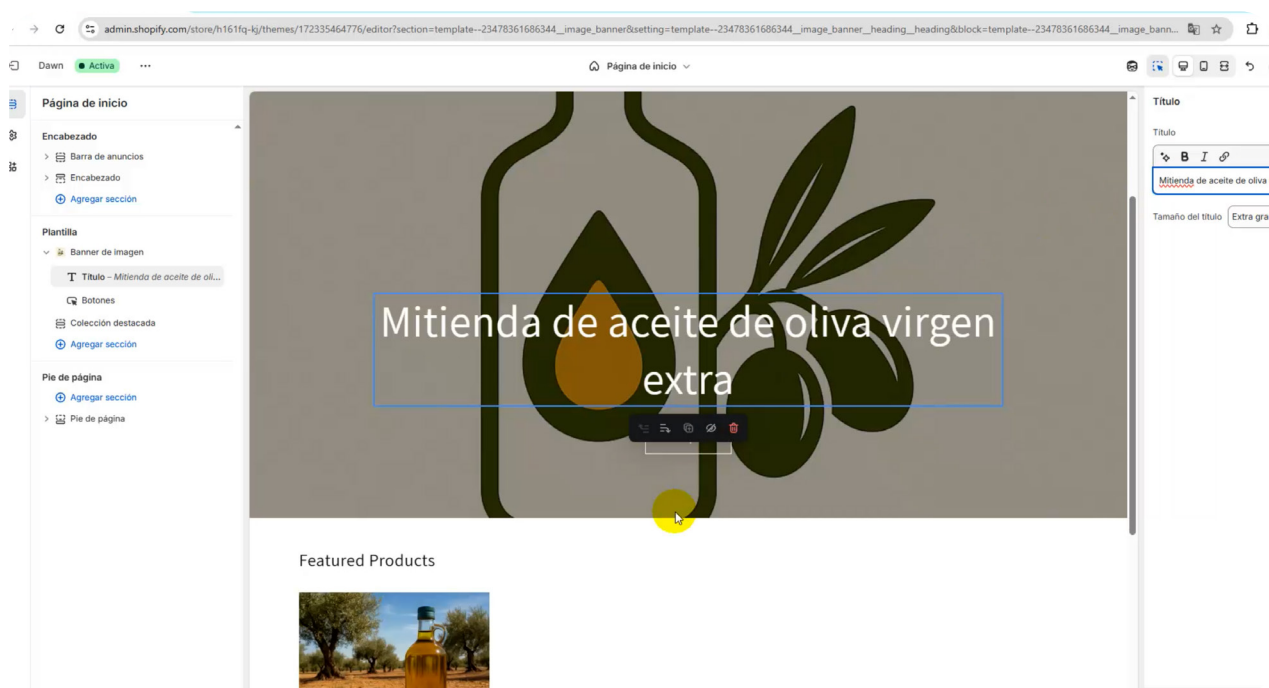 admin.shopify.com/store/h161fq-kj/themes/172335464776/editor?section=template--23478361686344__image_banner&setting=template--23478361686344__image_banner__heading__heading&block=template--23478361686344__image_bann...
Dawn Activa ...
Página de inicio
Página de inicio
Encabezado
Barra de anuncios
Encabezado
Agregar sección
Plantilla
Banner de imagen
T Título – Mitienda de aceite de oli...
Botones
Colección destacada
Agregar sección
Pie de página
Agregar sección
Pie de página
Mitienda de aceite de oliva virgen
extra
Featured Products
Título
Título
B I
Mitienda de aceite de oliva
Tamaño del título Extra gra